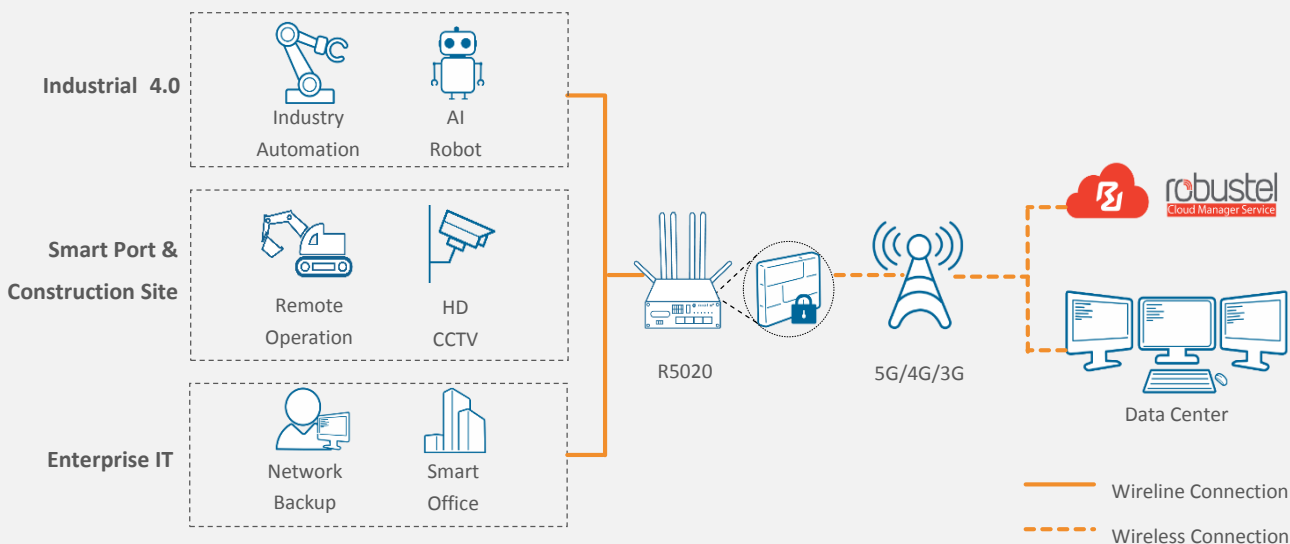 Industrial 4.0
Industry
Automation
AI
Robot
Smart Port &
Construction Site
Remote
Operation
HD
CCTV
Enterprise IT
Network
Backup
Smart
Office
R5020
5G/4G/3G
robustel
Cloud Manager Service
Data Center
Wireline Connection
Wireless Connection